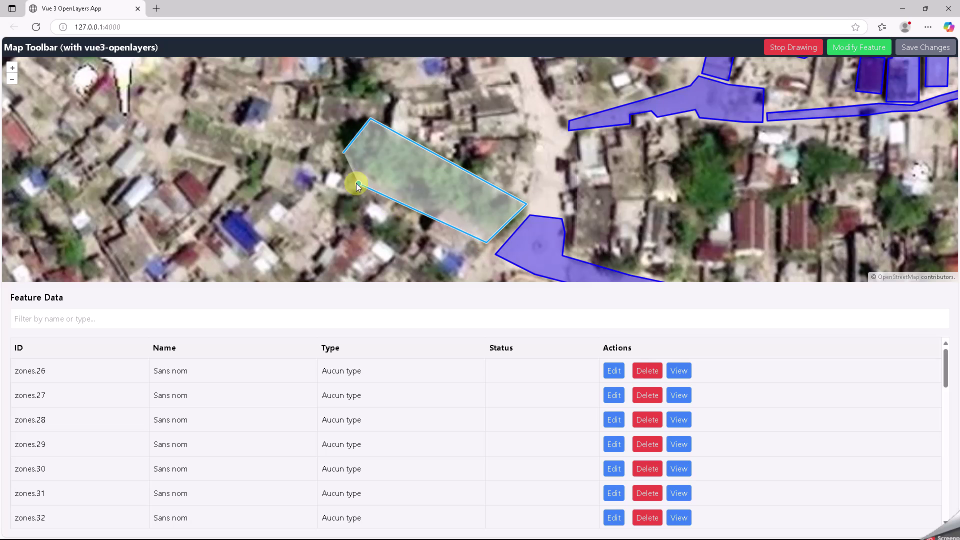 Vue 3 OpenLayers App
127.0.0.1:4000
Map Toolbar (with vue3-openlayers)
Stop Drawing
Modify Feature
Save Changes
+
−
© OpenStreetMap contributors.
Feature Data
Filter by name or type...
ID Name Type Status Actions
zones.26 Sans nom Aucun type Edit Delete View
zones.27 Sans nom Aucun type Edit Delete View
zones.28 Sans nom Aucun type Edit Delete View
zones.29 Sans nom Aucun type Edit Delete View
zones.30 Sans nom Aucun type Edit Delete View
zones.31 Sans nom Aucun type Edit Delete View
zones.32 Sans nom Aucun type Edit Delete View